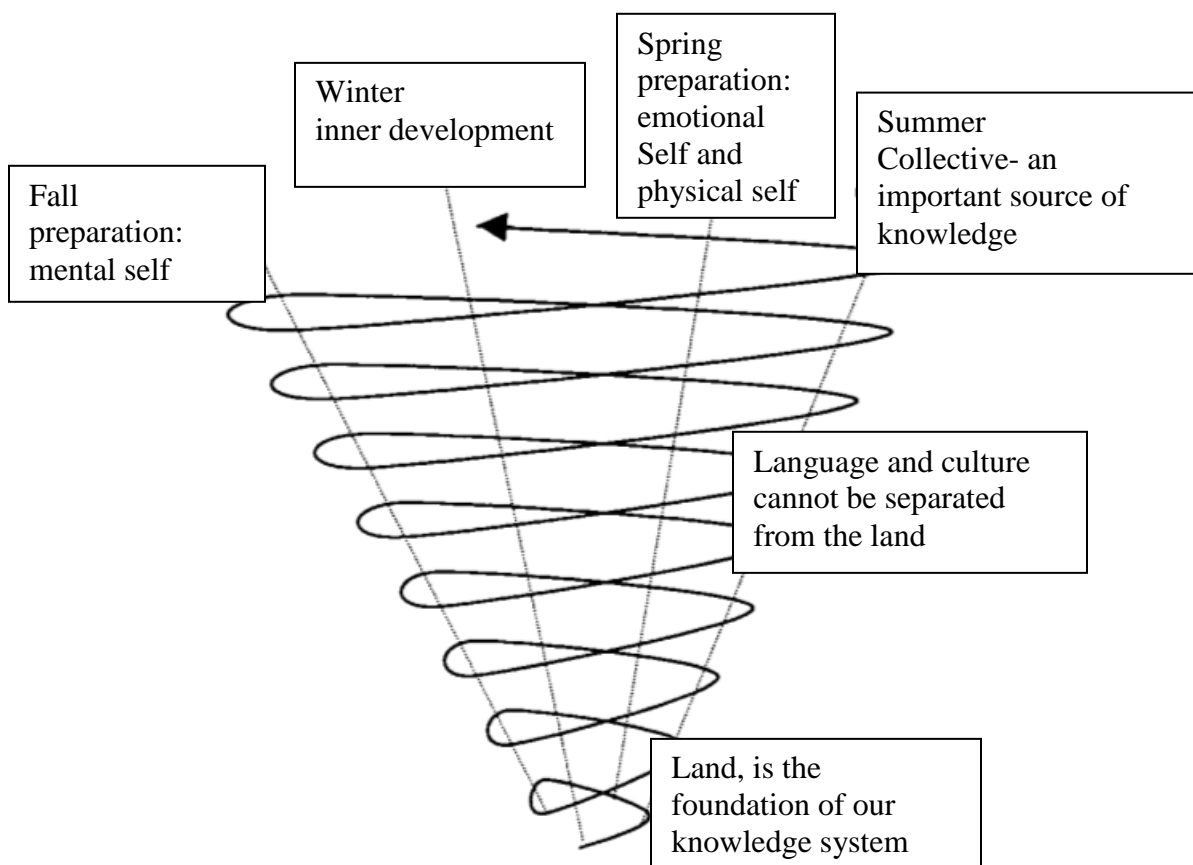 Fall
preparation:
mental self
Winter
inner development
Spring
preparation:
emotional
Self and
physical self
Summer
Collective- an
important source of
knowledge
Language and culture
cannot be separated
from the land
Land, is the
foundation of our
knowledge system